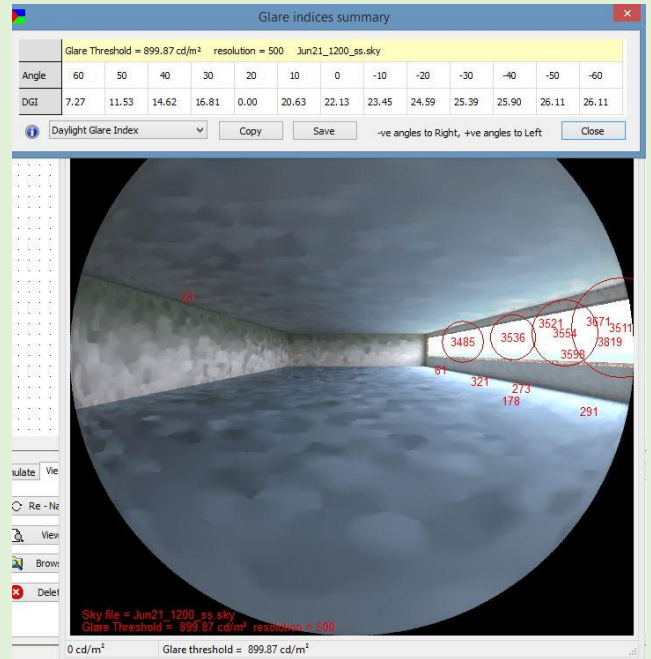 Glare indices summary
Glare Threshold = 899.87 cd/m² resolution = 500 Jun21_1200_ss.sky
Angle 60 50 40 30 20 10 0 -10 -20 -30 -40 -50 -60
DGI 7.27 11.53 14.62 16.81 0.00 20.63 22.13 23.45 24.59 25.39 25.90 26.11 26.11
Daylight Glare Index Copy Save -ve angles to Right, +ve angles to Left Close
23
3671
3521 3511
3485 3536 3554 3819
3593
61
321
273
178
291
nulate Vie
Re - Na
View
Brows
Delet
Sky file = Jun21_1200_ss.sky
Glare Threshold = 899.87 cd/m² resolution = 500
0 cd/m² Glare threshold = 899.87 cd/m²